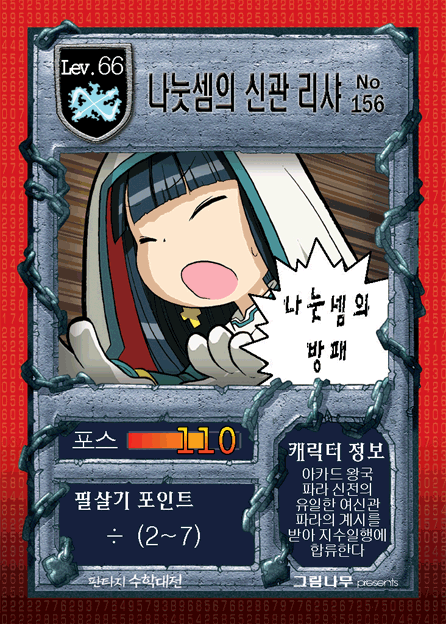 Lev. 66
나눗셈의 신관 리샤
No
156
나눗셈의
방패
포스 110
필살기 포인트
÷ (2~7)
캐릭터 정보
아카드 왕국
파라 신전의
유일한 여신관
파라의 계시를
받아 지수일행에
합류한다
판타지 수학대전
그림나무 presents